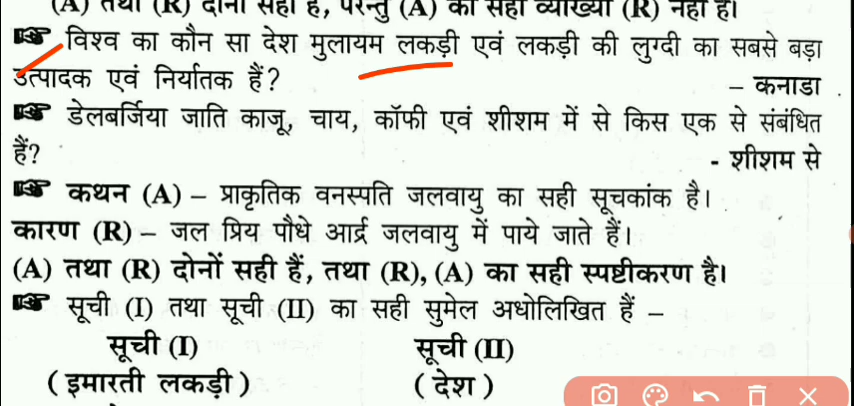 (A) तथा (R) दोनों सही हैं, परन्तु (A) की सही व्याख्या (R) नहीं है।
विश्व का कौन सा देश मुलायम लकड़ी एवं लकड़ी की लुग्दी का सबसे बड़ा
उत्पादक एवं निर्यातक हैं?
– कनाडा
डेलबर्जिया जाति काजू, चाय, कॉफी एवं शीशम में से किस एक से संबंधित
हैं?
- शीशम से
कथन (A) – प्राकृतिक वनस्पति जलवायु का सही सूचकांक है।
कारण (R) – जल प्रिय पौधे आर्द्र जलवायु में पाये जाते हैं।
(A) तथा (R) दोनों सही हैं, तथा (R), (A) का सही स्पष्टीकरण है।
सूची (I) तथा सूची (II) का सही सुमेल अधोलिखित हैं –
सूची (I) सूची (II)
( इमारती लकड़ी ) ( देश )